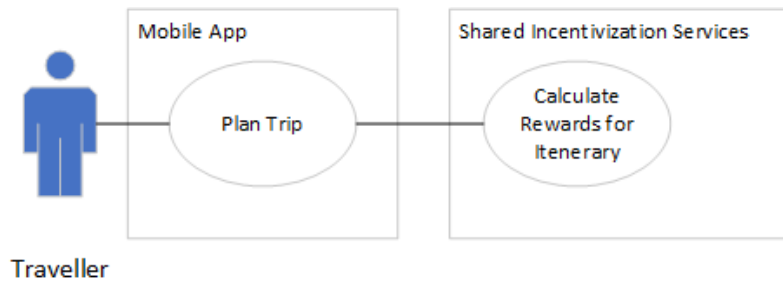 Mobile App
Shared Incentivization Services
Plan Trip
Calculate
Rewards for
Itenerary
Traveller